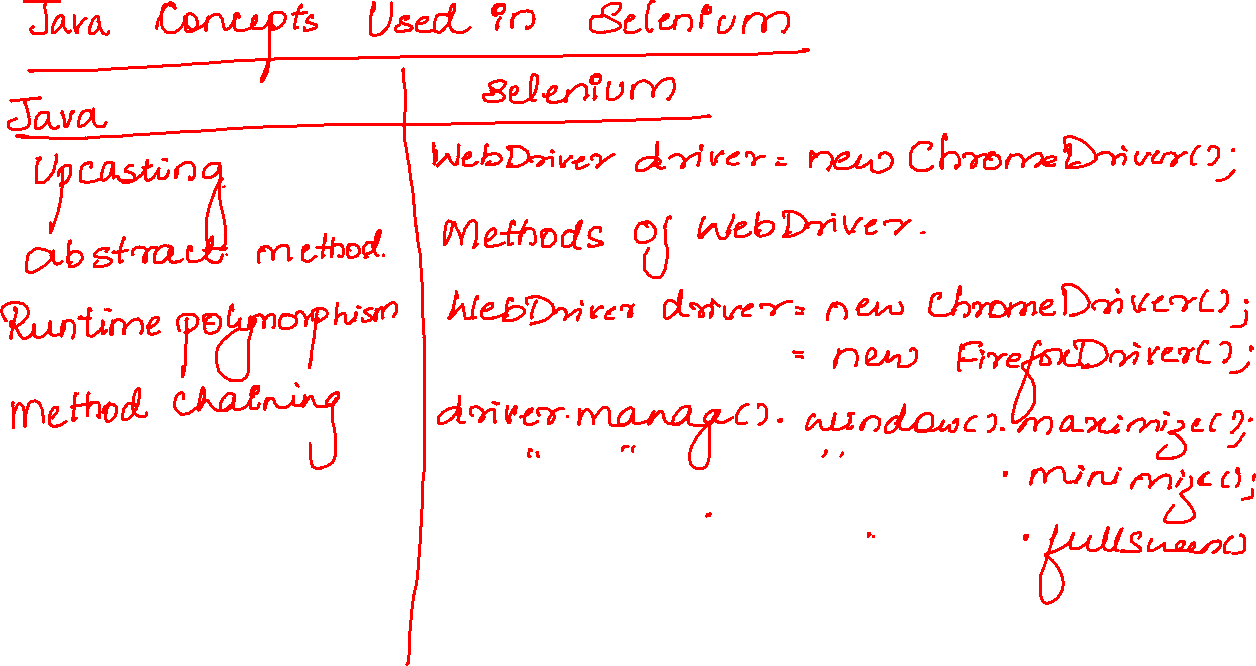 Java Concepts Used in Selenium
Java Selenium
Upcasting WebDriver driver = new ChromeDriver();
abstract method. Methods of WebDriver.
Runtime polymorphism WebDriver driver = new ChromeDriver();
= new FirefoxDriver();
Method chaining driver.manage().window().maximize();
" " " .minimize();
. " .fullscreen()